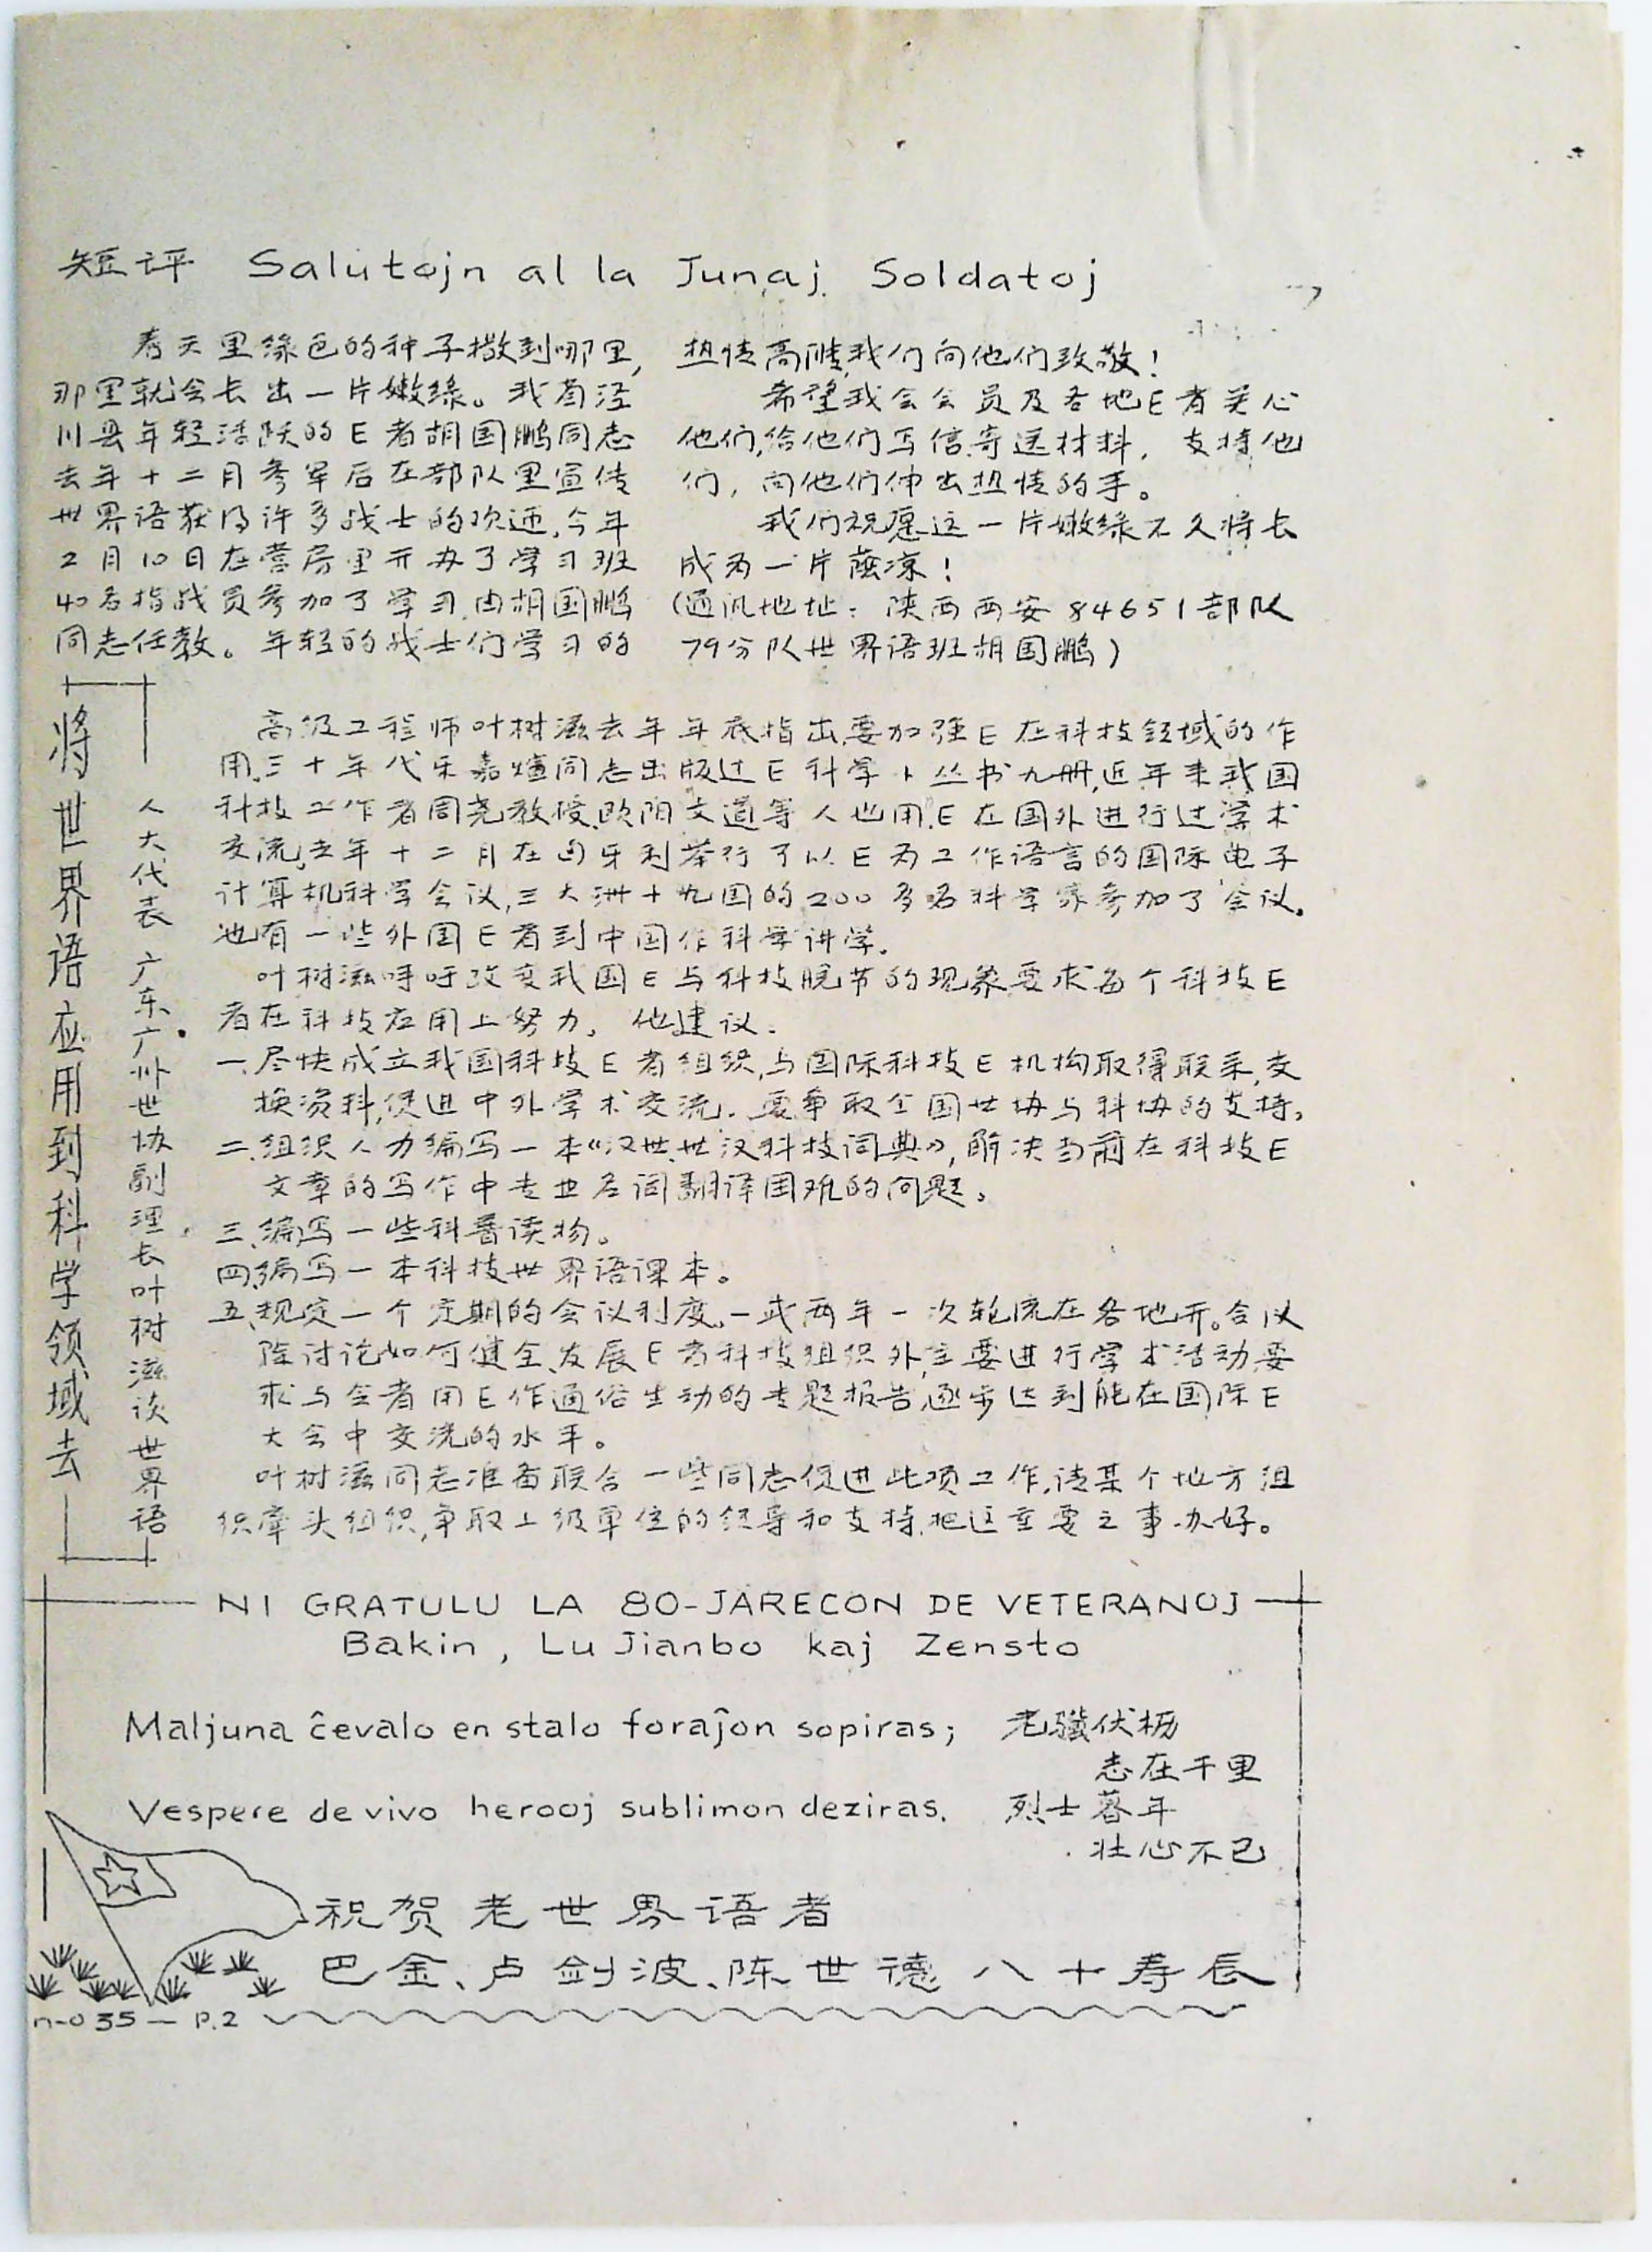 短评 Salutojn al la Junaj Soldatoj
春天里绿色的种子撒到哪里,
那里就会长出一片嫩绿。我省泾
川县年轻活跃的E者胡国鹏同志
去年十二月参军后在部队里宣传
世界语获得许多战士的欢迎,今年
2月10日在营房里开办了学习班
40名指战员参加了学习.由胡国鹏
同志任教。年轻的战士们学习的
热情高涨,我们向他们致敬!
希望我会会员及各地E者关心
他们,给他们写信.寄送材料,支持他
们,向他们伸出热情的手。
我们祝愿这一片嫩绿不久将长
成为一片荫凉!
(通讯地址:陕西西安84651部队
79分队世界语班胡国鹏)
将世界语应用到科学领域去
人大代表 广东广州世协副理长叶树滋谈世界语
高级工程师叶树滋去年年底指出,要加强E在科技领域的作
用.三十年代乐嘉煊同志出版过E科学小丛书九册,近年来我国
科技工作者周尧教授、欧阳文道等人也用E在国外进行过学术
交流,去年十二月在匈牙利举行了以E为工作语言的国际电子
计算机科学会议,三大洲十九国的200多名科学家参加了会议。
也有一些外国E者到中国作科学讲学.
叶树滋呼吁改变我国E与科技脱节的现象.要求每个科技E
者在科技应用上努力。他建议.
一.尽快成立我国科技E者组织,与国际科技E机构取得联系,交
换资料,促进中外学术交流.要争取全国世协与科协的支持。
二.组织人力编写一本《汉世.世汉科技词典》,解决当前在科技E
文章的写作中专业名词翻译困难的问题。
三.编写一些科普读物。
四.编写一本科技世界语课本。
五.规定一个定期的会议制度,一或两年一次轮流在各地开。会议
除讨论如何健全、发展E者科技组织外,主要进行学术活动,要
求与会者用E作通俗生动的专题报告,逐步达到能在国际E
大会中交流的水平。
叶树滋同志准备联合一些同志促进此项工作,请某个地方组
织牵头组织,争取上级单位的领导和支持.把这重要之事办好。
NI GRATULU LA 80-JARECON DE VETERANOJ
Bakin , Lu Jianbo kaj Zensto
Maljuna ĉevalo en stalo foraĵon sopiras; 老骥伏枥
志在千里
Vespere de vivo herooj sublimon deziras. 烈士暮年
壮心不已
祝贺老世界语者
巴金、卢剑波、陈世德八十寿辰
n-o 35 — P.2